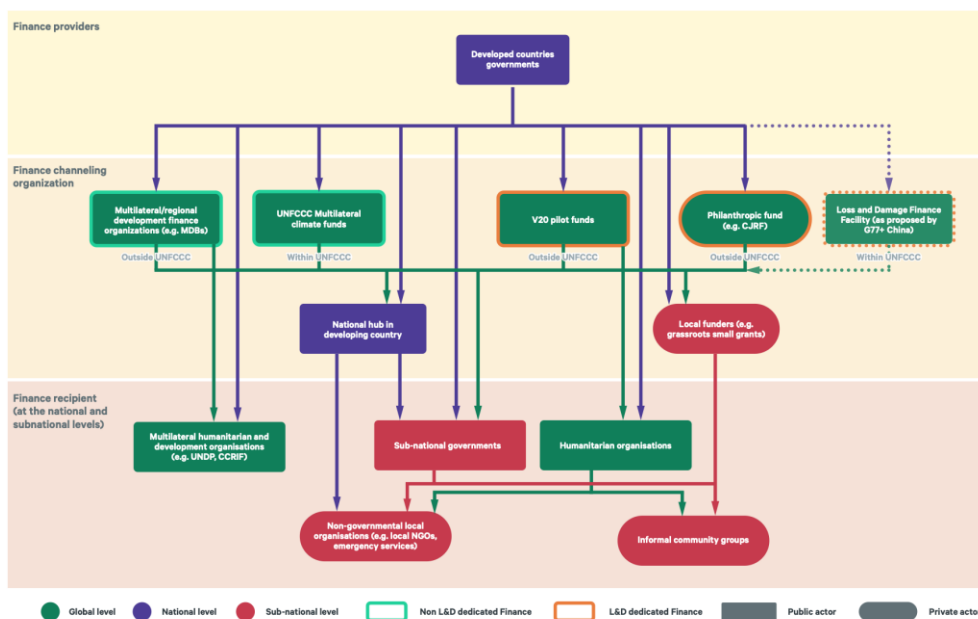 Finance providers
Developed countries
governments
Finance channeling
organization
Multilateral/regional
development finance
organizations (e.g. MDBs)
UNFCCC Multilateral
climate funds
V20 pilot funds
Philanthropic fund
(e.g. CJRF)
Loss and Damage Finance
Facility (as proposed by
G77+ China)
Outside UNFCCC
Within UNFCCC
Outside UNFCCC
Outside UNFCCC
Within UNFCCC
National hub in
developing country
Local funders (e.g.
grassroots small grants)
Finance recipient
(at the national and
subnational levels)
Multilateral humanitarian and
development organisations
(e.g. UNDP, CCRIF)
Sub-national governments
Humanitarian organisations
Non-governmental local
organisations (e.g. local NGOs,
emergency services)
Informal community groups
Global level
National level
Sub-national level
Non L&D dedicated Finance
L&D dedicated Finance
Public actor
Private acto